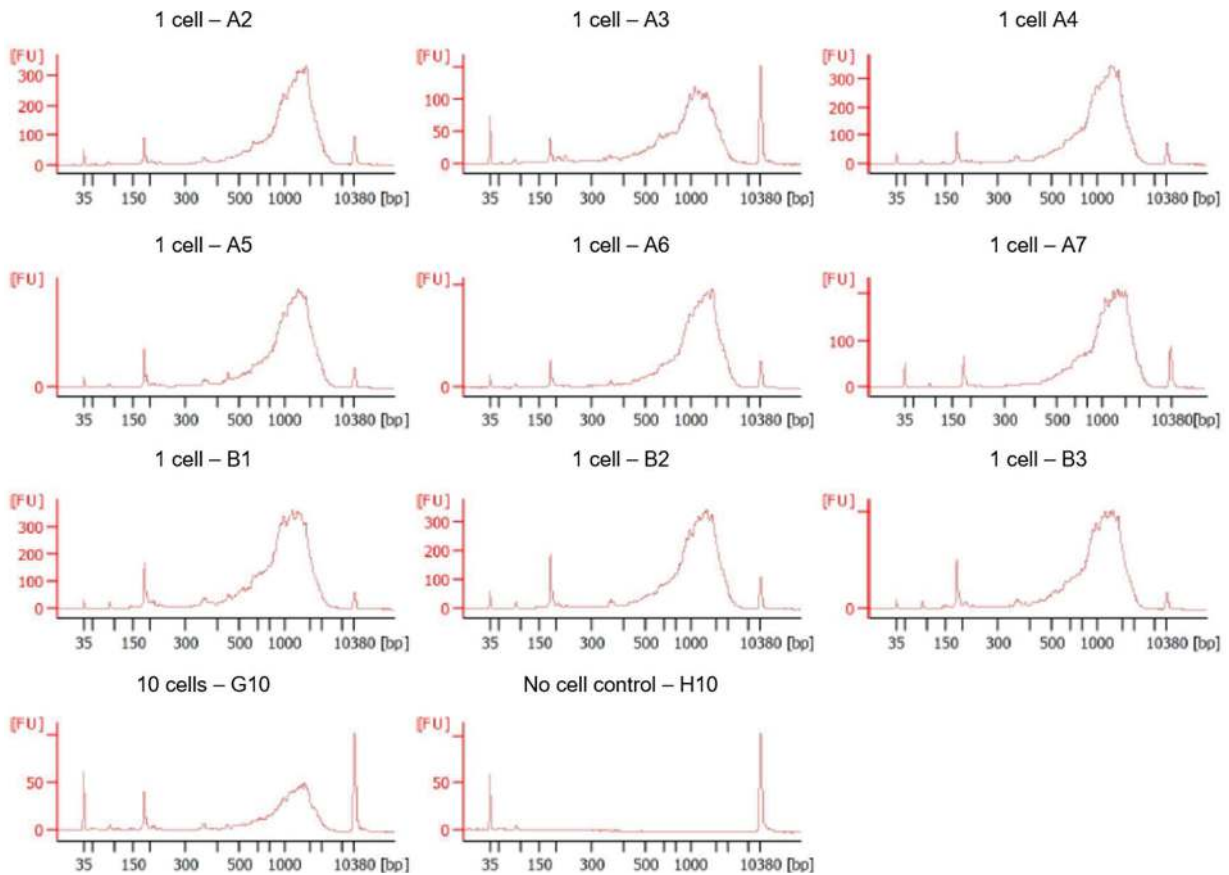 1 cell – A2
1 cell – A3
1 cell A4
[FU]
300
200
100
0
35 150 300 500 1000 10380 [bp]
[FU]
100
50
0
35 150 300 500 1000 10380 [bp]
[FU]
300
200
100
0
35 150 300 500 1000 10380 [bp]
1 cell – A5
1 cell – A6
1 cell – A7
[FU]
0
35 150 300 500 1000 10380 [bp]
[FU]
0
35 150 300 500 1000 10380 [bp]
[FU]
100
0
35 150 300 500 1000 10380 [bp]
1 cell – B1
1 cell – B2
1 cell – B3
[FU]
300
200
100
0
35 150 300 500 1000 10380 [bp]
[FU]
300
200
100
0
35 150 300 500 1000 10380 [bp]
[FU]
0
35 150 300 500 1000 10380 [bp]
10 cells – G10
No cell control – H10
[FU]
50
0
35 150 300 500 1000 10380 [bp]
[FU]
50
0
35 150 300 500 1000 10380 [bp]